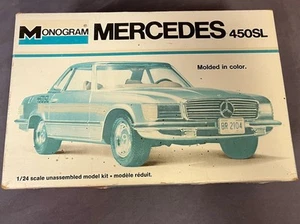 MONOGRAM MERCEDES 450SL
Molded in color.
BR 2104
1/24 scale unassembled model kit • modèle réduit.